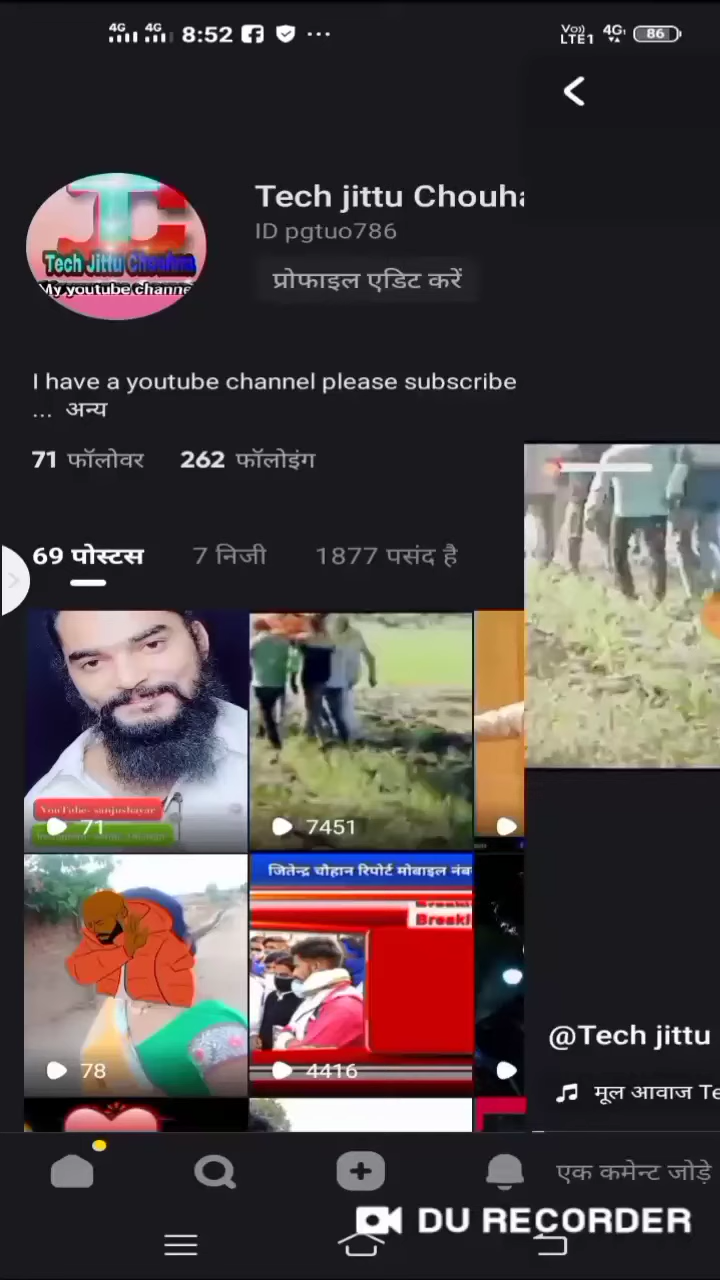 4G 4G 8:52
Vo)) LTE1 4G 86
Tech jittu Chouha
ID pgtuo786
प्रोफाइल एडिट करें
Tech Jittu Chouhan
My youtube channe
I have a youtube channel please subscribe
... अन्य
71 फॉलोवर 262 फॉलोइंग
69 पोस्टस 7 निजी 1877 पसंद है
YouTube- sanjushayar
71
7451
जितेन्द्र चौहान रिपोर्ट मोबाइल नंब
Breaki
78
4416
@Tech jittu
मूल आवाज Te
एक कमेन्ट जोड़े
DU RECORDER